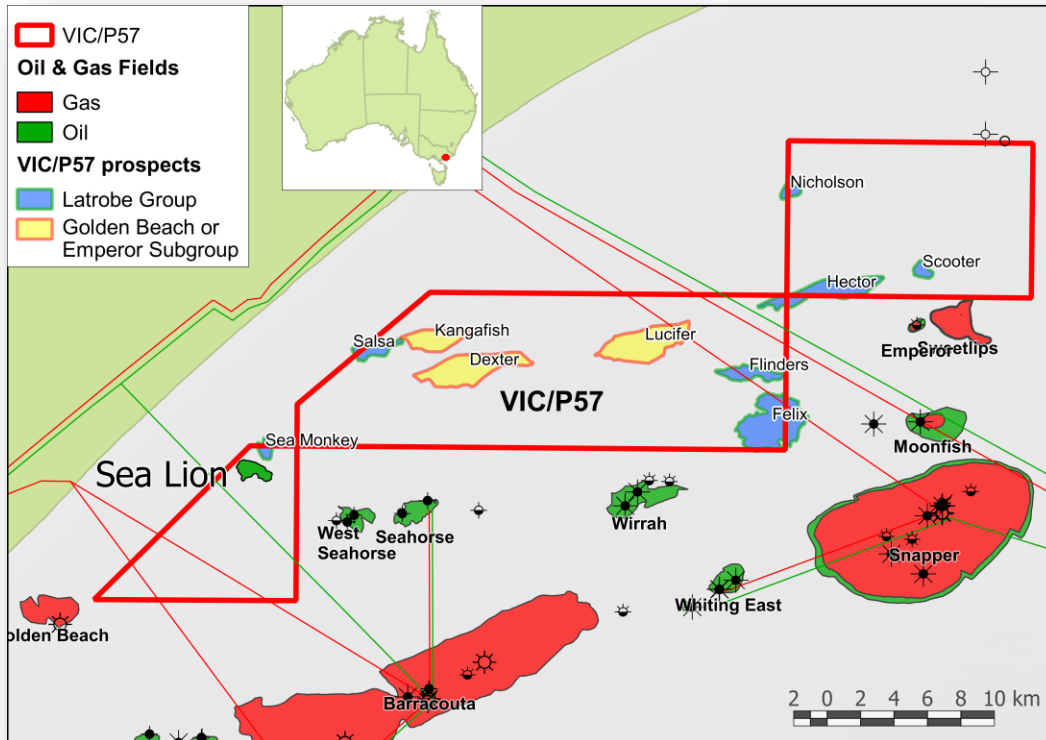 VIC/P57
Oil & Gas Fields
Gas
Oil
VIC/P57 prospects
Latrobe Group
Golden Beach or
Emperor Subgroup
Nicholson
Scooter
Hector
Kangafish
Salsa
Lucifer
Dexter
Emperor
Sweetlips
Flinders
VIC/P57
Felix
Sea Monkey
Moonfish
Sea Lion
West
Seahorse
Seahorse
Wirrah
Snapper
Whiting East
olden Beach
Barracouta
2 0 2 4 6 8 10 km